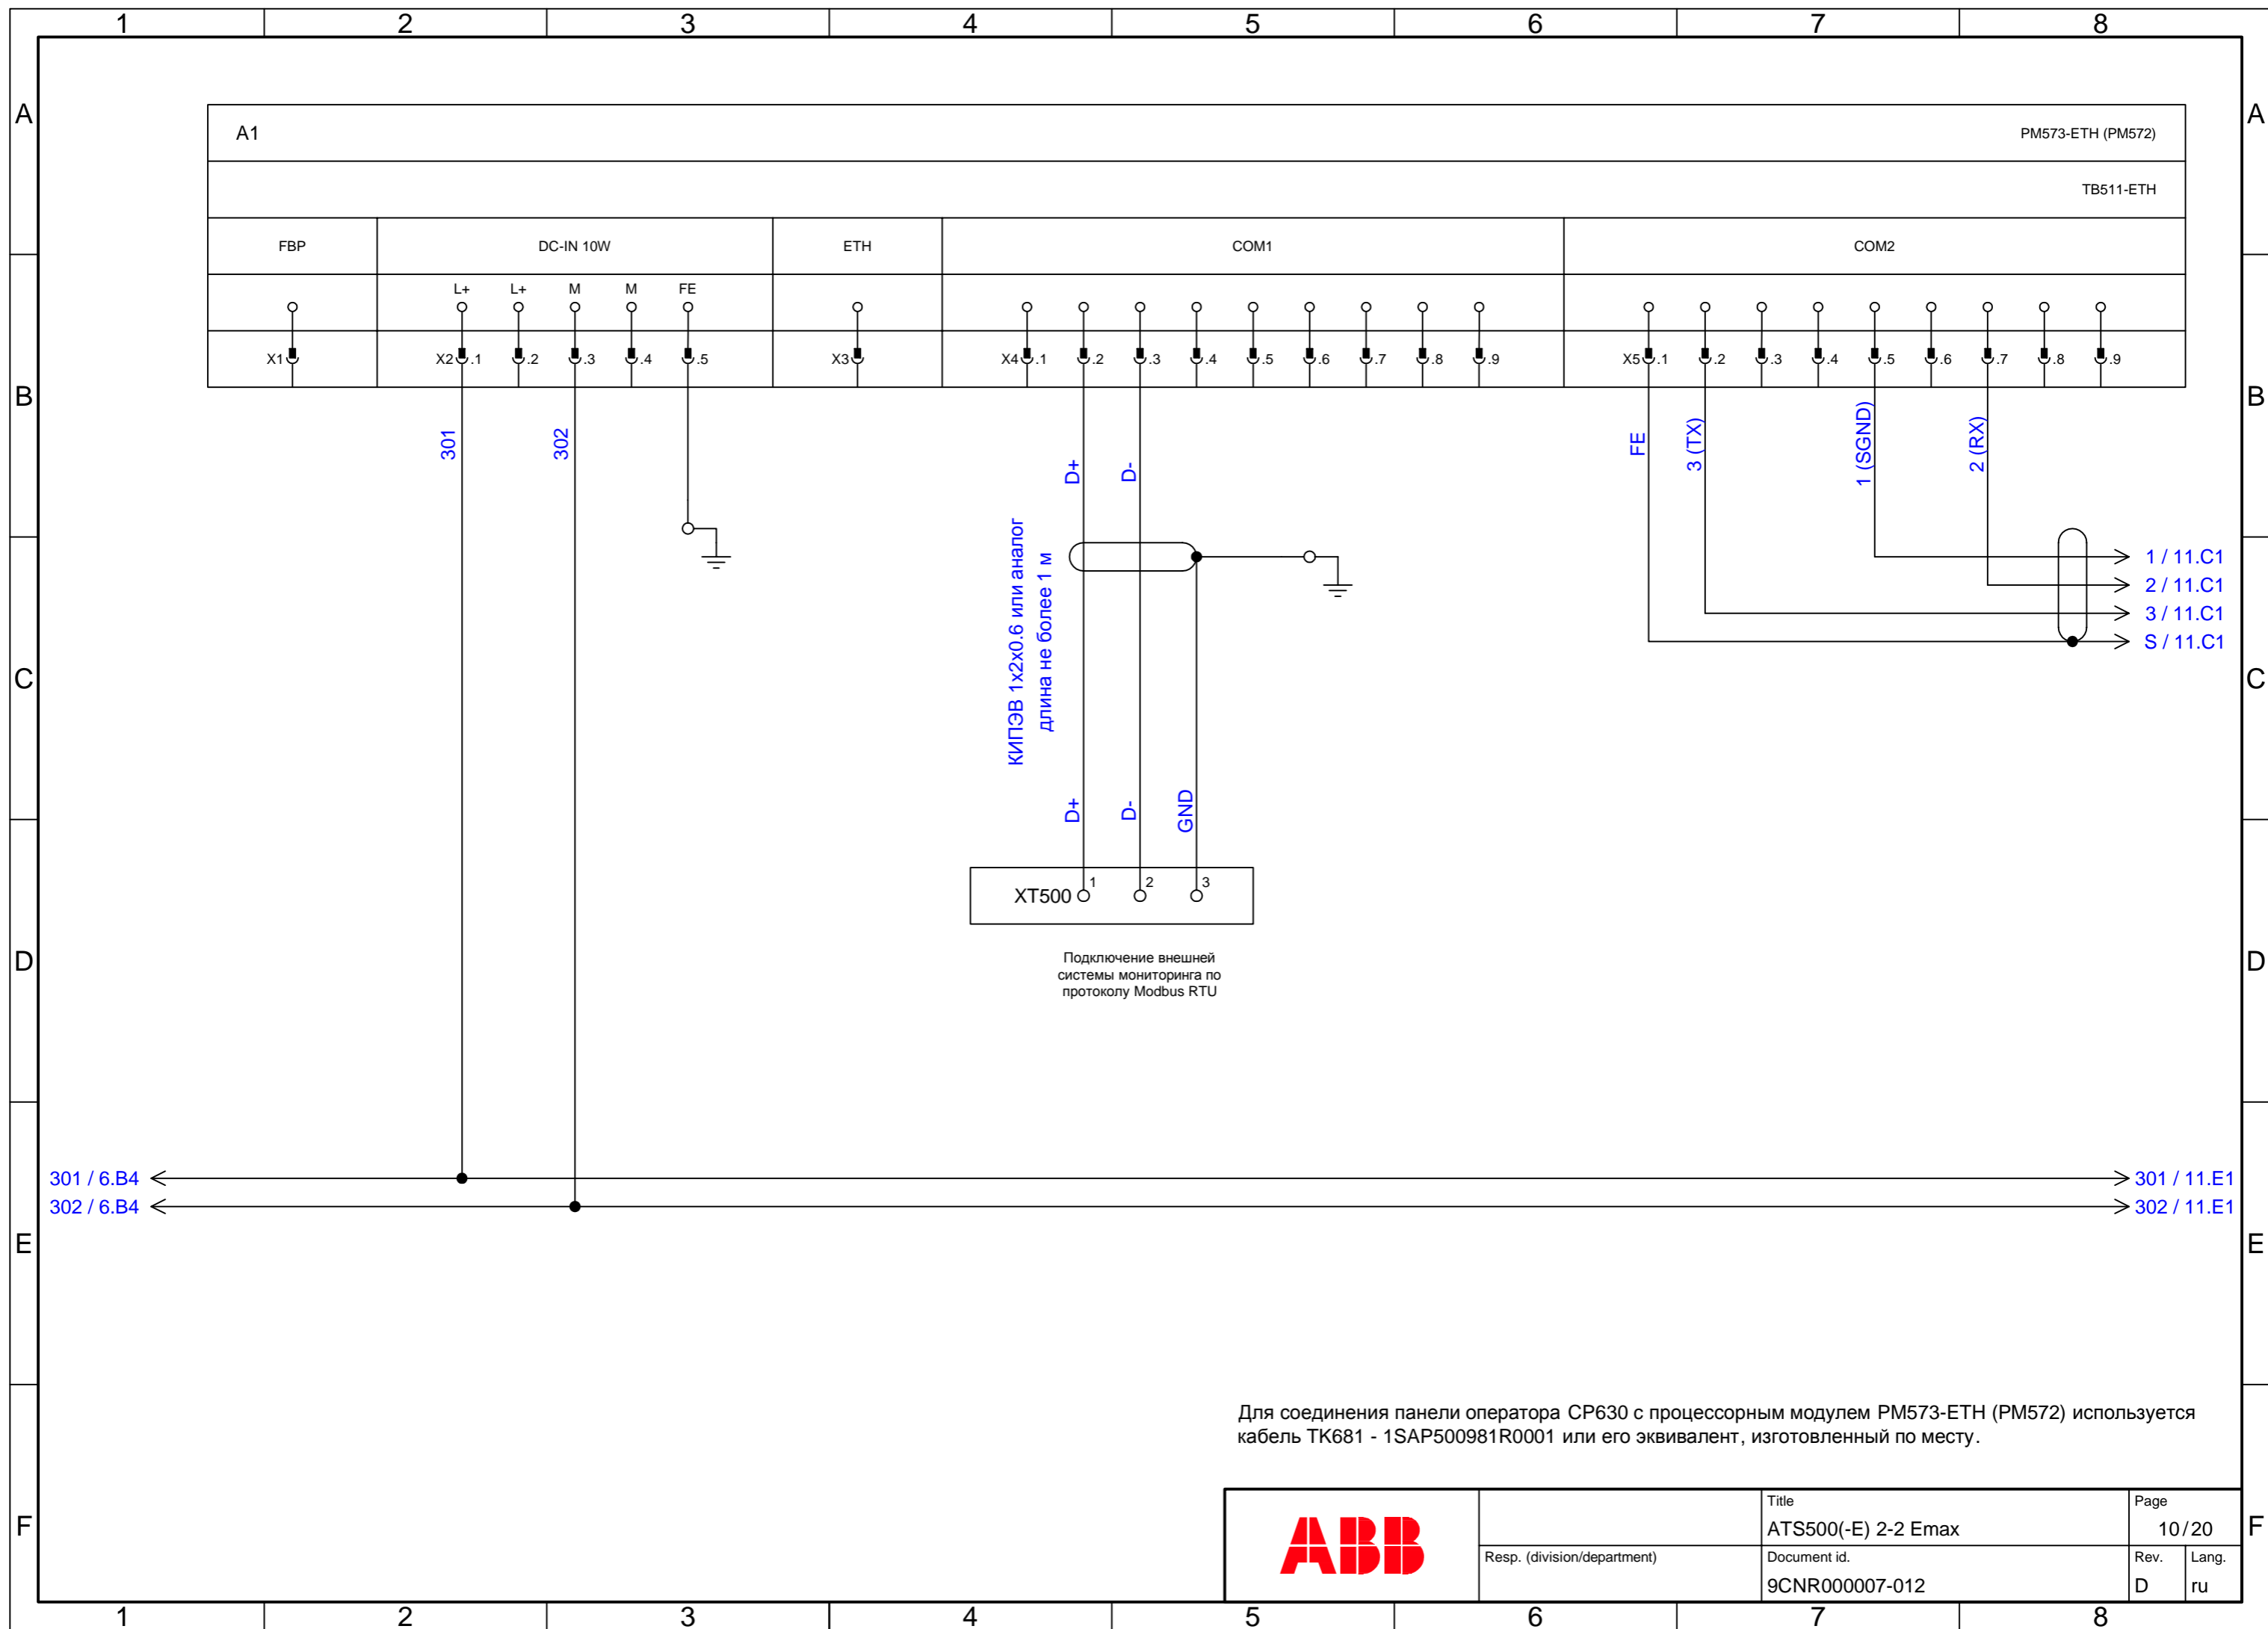 1 2 3 4 5 6 7 8
A A
A1 PM573-ETH (PM572)
TB511-ETH
FBP DC-IN 10W ETH COM1 COM2
L+ L+ M M FE
X1 X2 .1 .2 .3 .4 .5 X3 X4 .1 .2 .3 .4 .5 .6 .7 .8 .9 X5 .1 .2 .3 .4 .5 .6 .7 .8 .9
B B
301 302 D+ D- FE 3 (TX) 1 (SGND) 2 (RX)
КИПЭВ 1x2x0.6 или аналог
длина не более 1 м
1 / 11.C1
2 / 11.C1
3 / 11.C1
S / 11.C1
C C
D+ D- GND
XT500 1 2 3
Подключение внешней
системы мониторинга по
протоколу Modbus RTU
D D
301 / 6.B4 301 / 11.E1
302 / 6.B4 302 / 11.E1
E E
Для соединения панели оператора CP630 с процессорным модулем PM573-ETH (PM572) используется
кабель TK681 - 1SAP500981R0001 или его эквивалент, изготовленный по месту.
F F
ABB
Title
ATS500(-E) 2-2 Emax
Page
10/20
Resp. (division/department)
Document id.
9CNR000007-012
Rev.
D
Lang.
ru
1 2 3 4 5 6 7 8